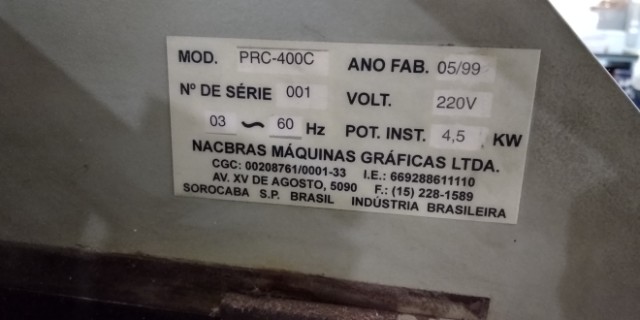 MOD. PRC-400C ANO FAB. 05/99
Nº DE SÉRIE 001 VOLT. 220V
03 ~ 60 Hz POT. INST. 4,5 KW
NACBRAS MÁQUINAS GRÁFICAS LTDA.
CGC: 00208761/0001-33 I.E.: 669288611110
AV. XV DE AGOSTO, 5090 F.: (15) 228-1589
SOROCABA S.P. BRASIL INDÚSTRIA BRASILEIRA